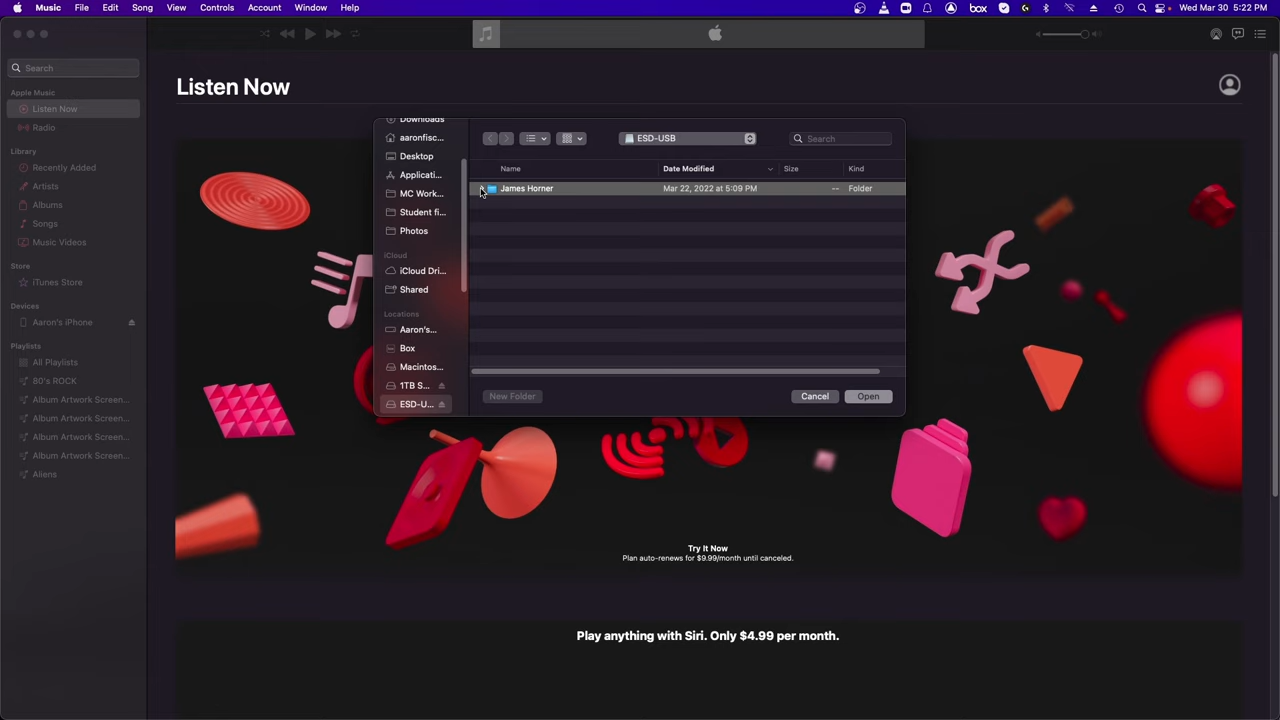 Music File Edit Song View Controls Account Window Help
box Wed Mar 30 5:22 PM
Search
Apple Music
Listen Now
Radio
Library
Recently Added
Artists
Albums
Songs
Music Videos
Store
iTunes Store
Devices
Aaron's iPhone
Playlists
All Playlists
80's ROCK
Album Artwork Screen...
Album Artwork Screen...
Album Artwork Screen...
Album Artwork Screen...
Aliens
Listen Now
Downloads
aaronfisc...
Desktop
Applicati...
MC Work...
Student fi...
Photos
iCloud
iCloud Dri...
Shared
Locations
Aaron's...
Box
Macintos...
1TB S...
ESD-U...
ESD-USB
Search
Name Date Modified Size Kind
James Horner Mar 22, 2022 at 5:09 PM -- Folder
New Folder Cancel Open
Try It Now
Plan auto-renews for $9.99/month until canceled.
Play anything with Siri. Only $4.99 per month.